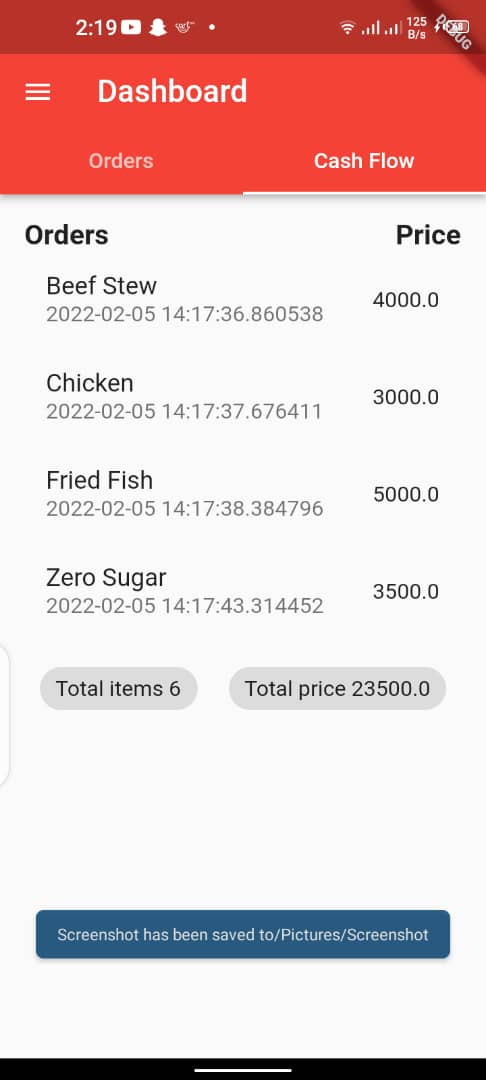 2:19
125
B/s
68
DEBUG
Dashboard
Orders Cash Flow
Orders Price
Beef Stew
2022-02-05 14:17:36.860538
4000.0
Chicken
2022-02-05 14:17:37.676411
3000.0
Fried Fish
2022-02-05 14:17:38.384796
5000.0
Zero Sugar
2022-02-05 14:17:43.314452
3500.0
Total items 6 Total price 23500.0
Screenshot has been saved to/Pictures/Screenshot